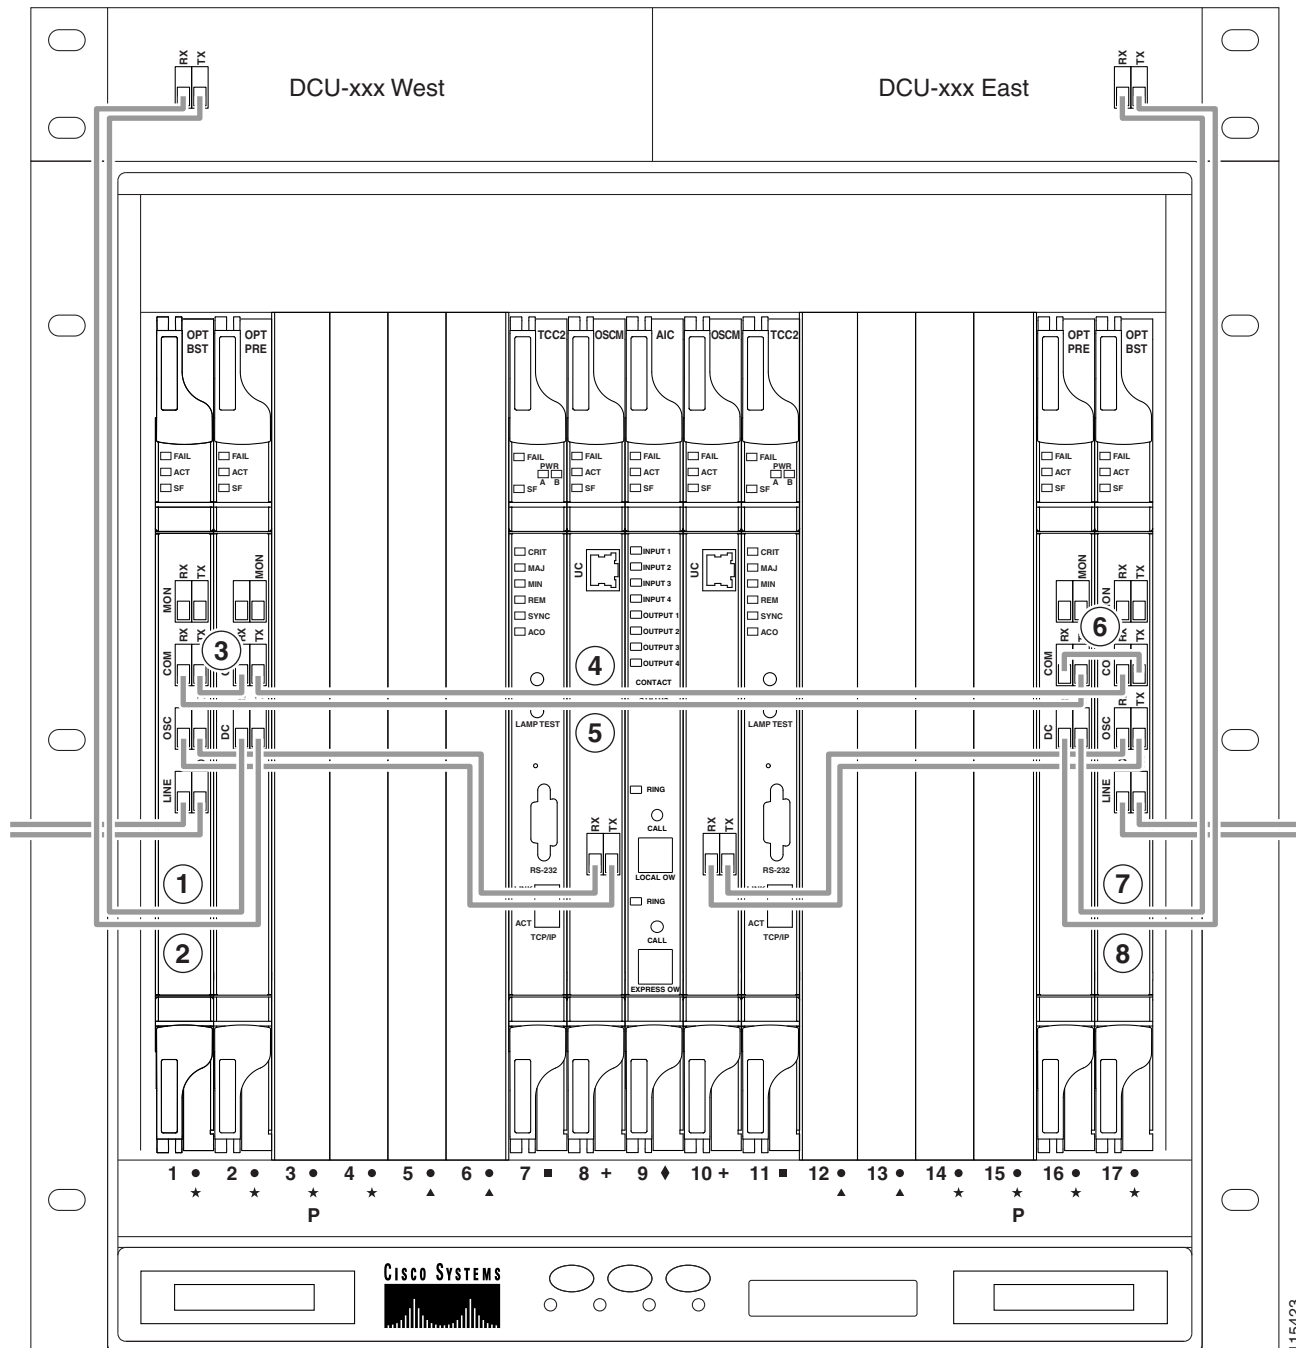 RX TX
DCU-xxx West
DCU-xxx East
RX TX
OPT BST
OPT PRE
TCC2
OSCM
AIC
OSCM
TCC2
OPT PRE
OPT BST
FAIL
ACT
SF
FAIL
ACT
SF
FAIL
PWR
A B
SF
FAIL
ACT
SF
FAIL
ACT
SF
FAIL
ACT
SF
FAIL
PWR
A B
SF
FAIL
ACT
SF
FAIL
ACT
SF
MON RX TX
MON
COM RX
TX
OSC
DC
LINE
CRIT
MAJ
MIN
REM
SYNC
ACO
LAMP TEST
RS-232
ACT
TCP/IP
UC
RX TX
INPUT 1
INPUT 2
INPUT 3
INPUT 4
OUTPUT 1
OUTPUT 2
OUTPUT 3
OUTPUT 4
CONTACT
RING
CALL
LOCAL OW
RING
CALL
EXPRESS OW
UC
RX TX
CRIT
MAJ
MIN
REM
SYNC
ACO
LAMP TEST
RS-232
ACT
TCP/IP
MON
COM RX
DC
RX TX
TX
OSC
TX
LINE
1
2
3
4
5
6
7
8
1 2 3 4 5 6 7 8 + 9 10 + 11 12 13 14 15 16 17
P P
CISCO SYSTEMS
115423